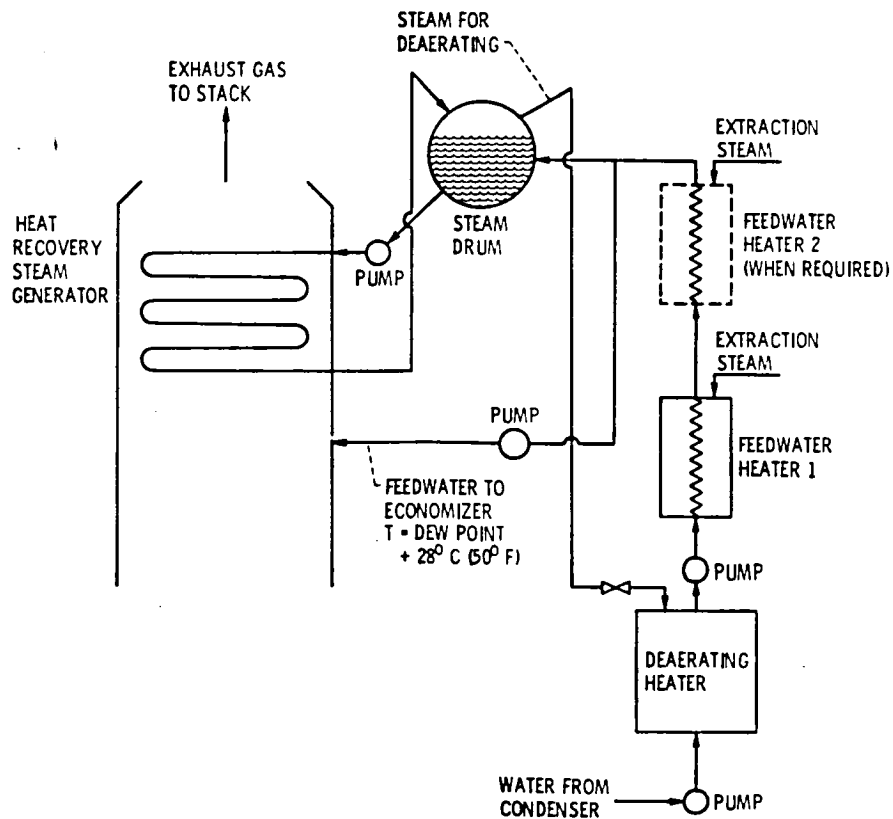 STEAM FOR
DEAERATING
EXHAUST GAS
TO STACK
EXTRACTION
STEAM
HEAT
RECOVERY
STEAM
GENERATOR
STEAM
DRUM
PUMP
FEEDWATER
HEATER 2
(WHEN REQUIRED)
EXTRACTION
STEAM
PUMP
FEEDWATER
HEATER 1
FEEDWATER TO
ECONOMIZER
T = DEW POINT
+ 28° C (50° F)
PUMP
DEAERATING
HEATER
WATER FROM
CONDENSER
PUMP